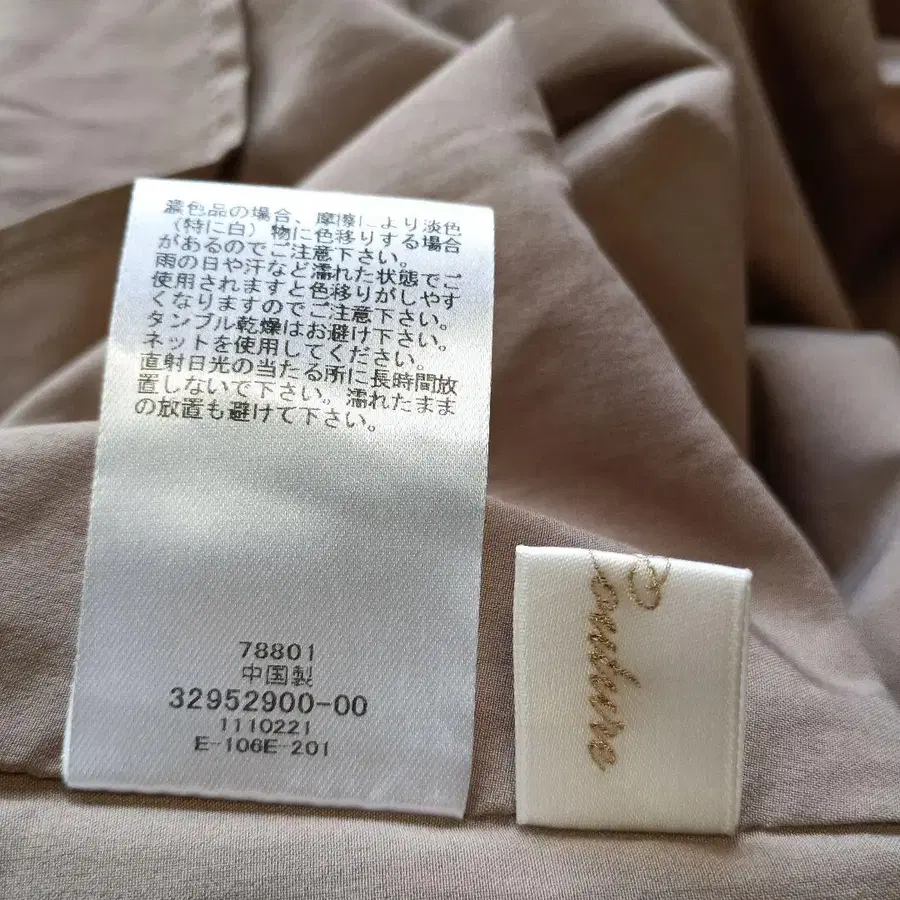 濃色品の場合、摩擦により淡色
(特に白)物に色移りする場合
があるのでご注意下さい。
雨の日や汗など濡れた状態でご
使用されますと色移りがしやす
くなりますのでご注意下さい。
タンブル乾燥はお避け下さい。
ネットを使用してください。
直射日光の当たる所に長時間放
置しないで下さい。濡れたまま
の放置も避けて下さい。
78801
中国製
32952900-00
1110221
E-106E-201
Couture